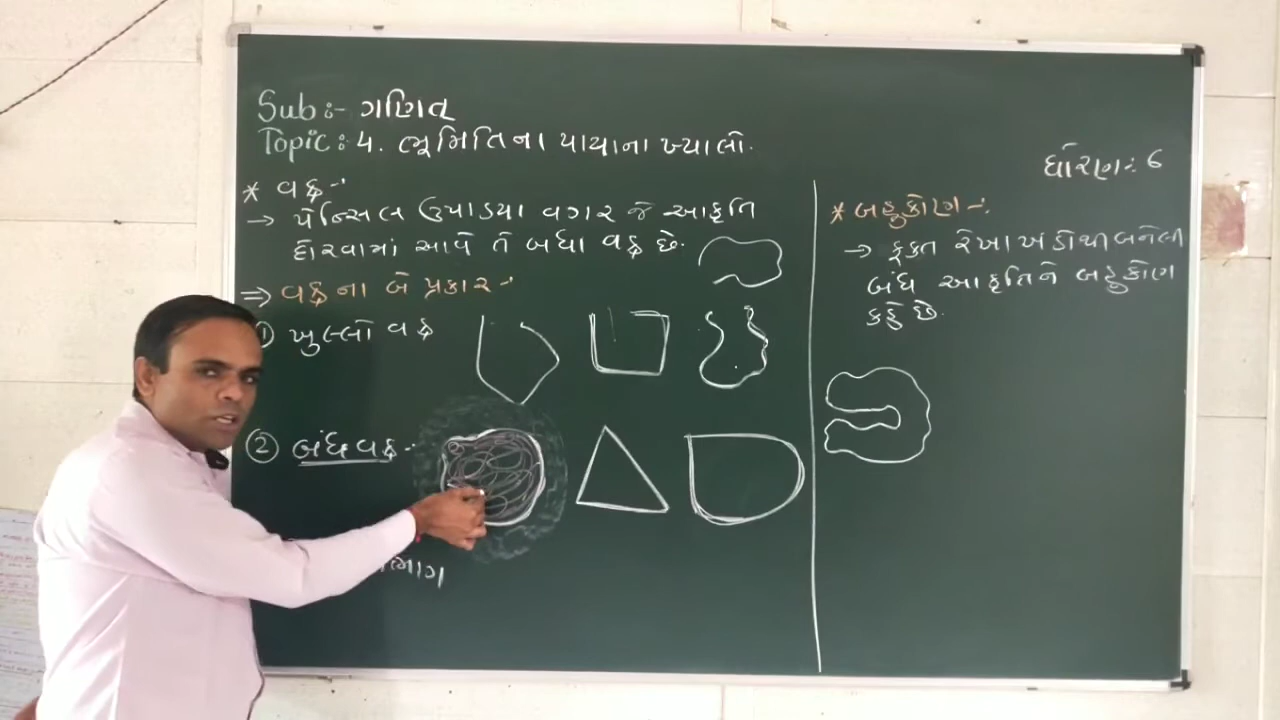 Sub:- ગણિત
Topic: 4. ભૂમિતિના પાયાના ખ્યાલો.
ધોરણ: 6
* વક્ર:-
→ પેન્સિલ ઉપાડ્યા વગર જે આકૃતિ
દોરવામાં આવે તે બધા વક્ર છે.
⇒ વક્રના બે પ્રકાર:-
① ખુલ્લો વક્ર
② બંધ વક્ર:-
ભાગ
* બહુકોણ:-
→ ફક્ત રેખાખંડોથી બનેલી
બંધ આકૃતિને બહુકોણ
કહે છે.